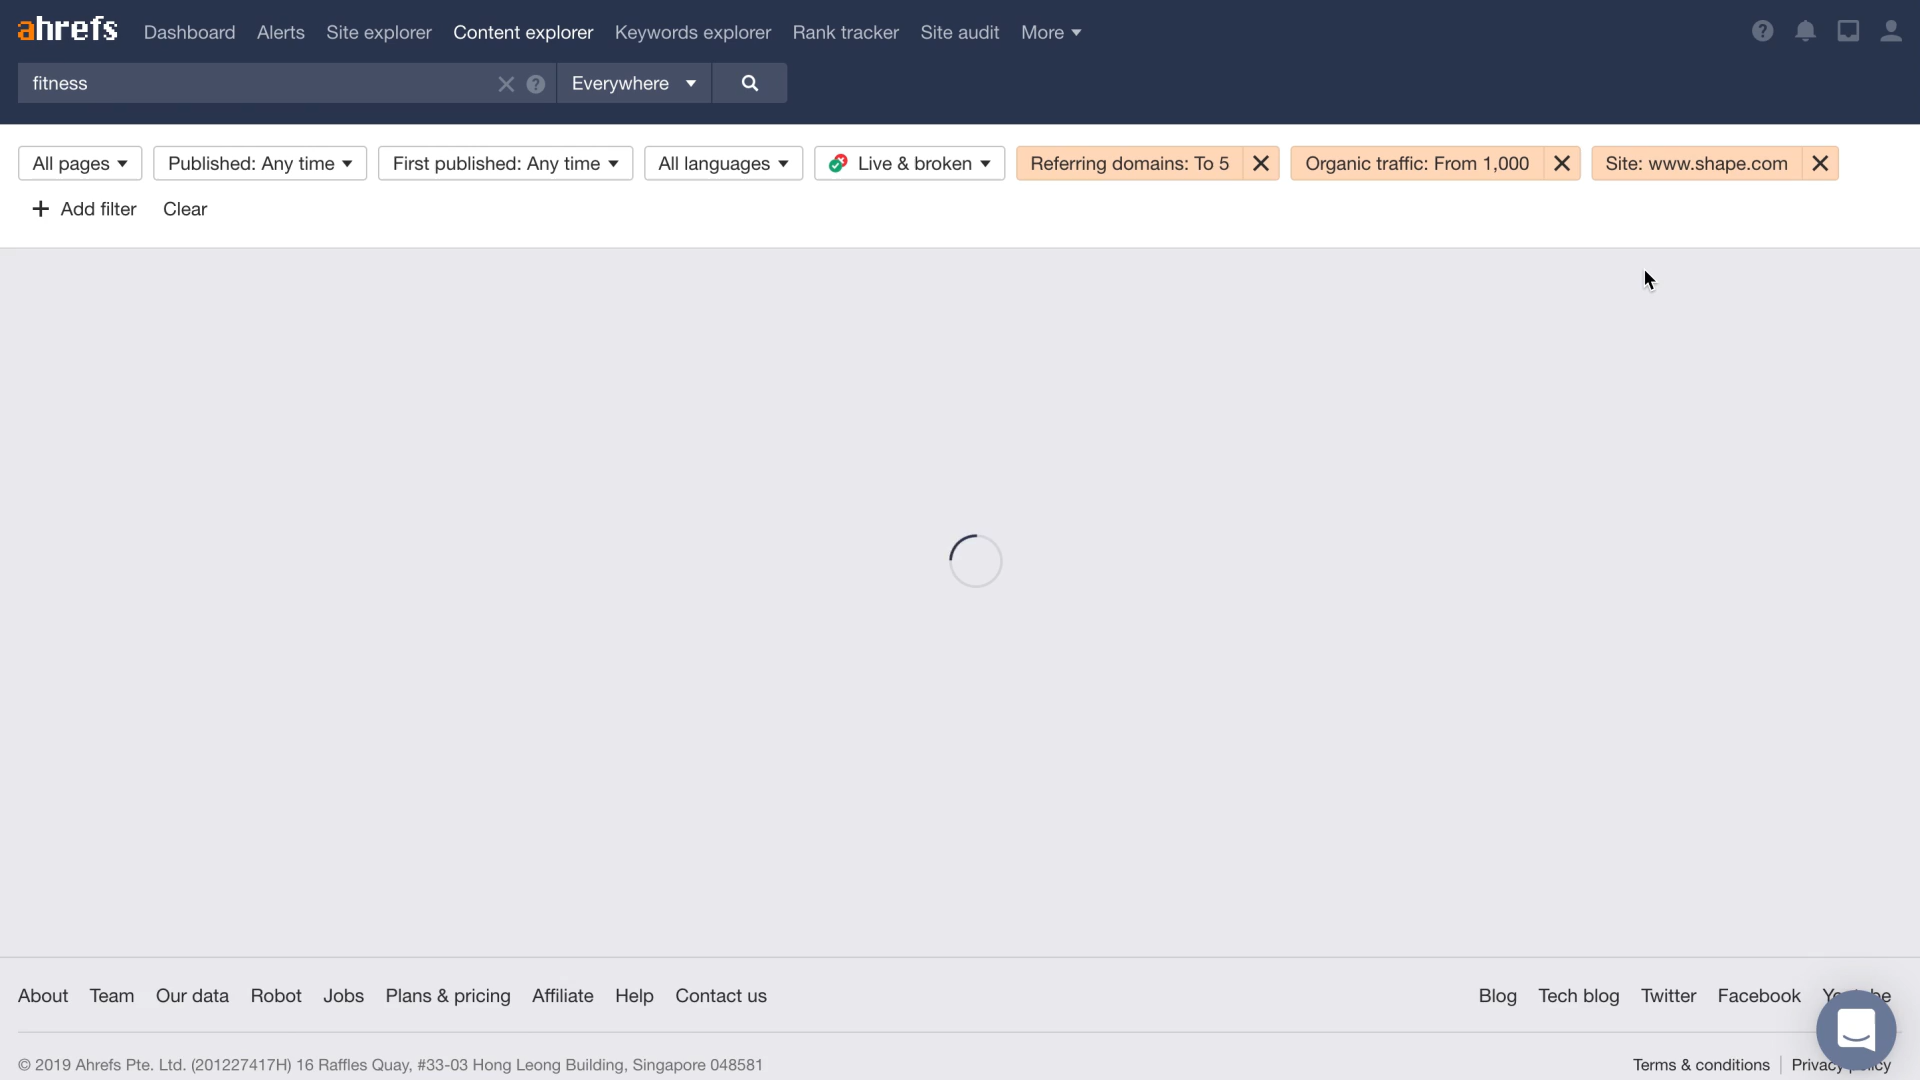 ahrefs Dashboard Alerts Site explorer Content explorer Keywords explorer Rank tracker Site audit More
fitness Everywhere
All pages Published: Any time First published: Any time All languages Live & broken Referring domains: To 5 Organic traffic: From 1,000 Site: www.shape.com
+ Add filter Clear
About Team Our data Robot Jobs Plans & pricing Affiliate Help Contact us Blog Tech blog Twitter Facebook
© 2019 Ahrefs Pte. Ltd. (201227417H) 16 Raffles Quay, #33-03 Hong Leong Building, Singapore 048581 Terms & conditions